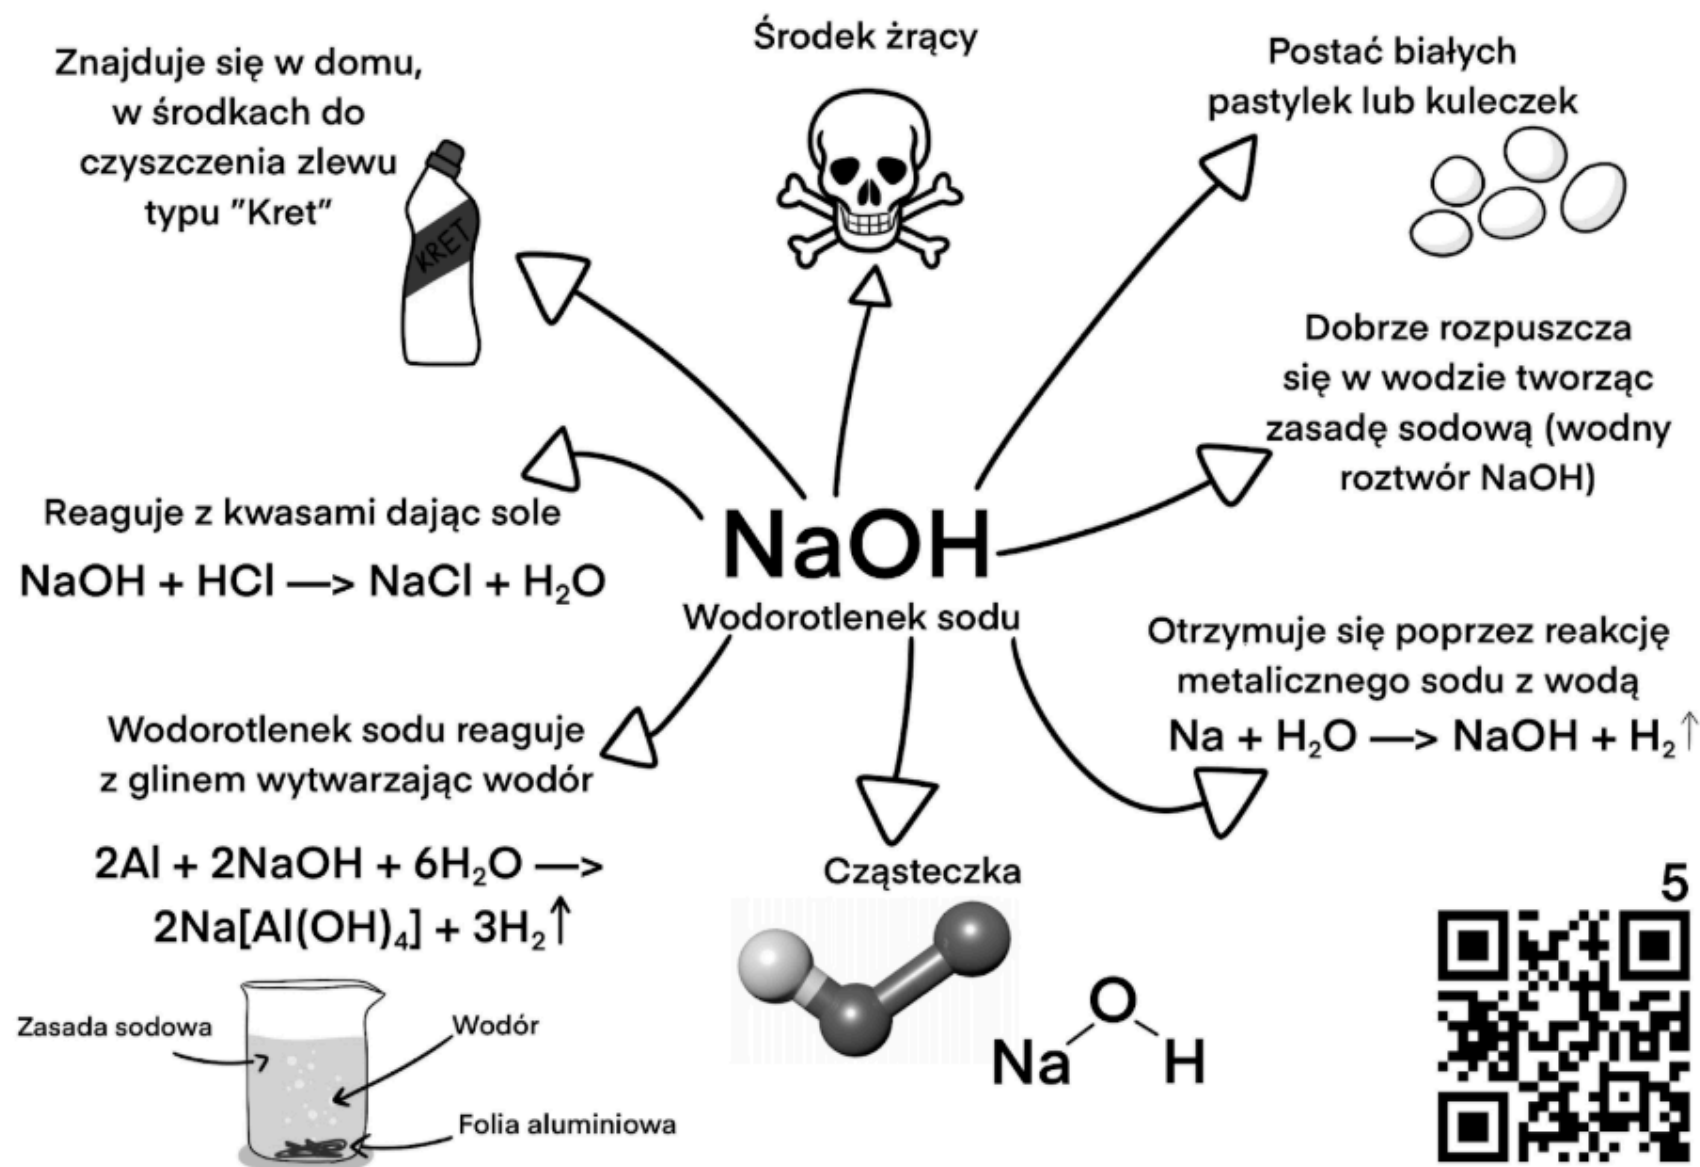 Środek żrący
Znajduje się w domu,
w środkach do
czyszczenia zlewu
typu "Kret"
KRET
Postać białych
pastylek lub kuleczek
Dobrze rozpuszcza
się w wodzie tworząc
zasadę sodową (wodny
roztwór NaOH)
Reaguje z kwasami dając sole
NaOH + HCl —> NaCl + H₂O
NaOH
Wodorotlenek sodu
Otrzymuje się poprzez reakcję
metalicznego sodu z wodą
Na + H₂O —> NaOH + H₂↑
Wodorotlenek sodu reaguje
z glinem wytwarzając wodór
2Al + 2NaOH + 6H₂O —>
2Na[Al(OH)₄] + 3H₂↑
Zasada sodowa
Wodór
Folia aluminiowa
Cząsteczka
O
Na H
5